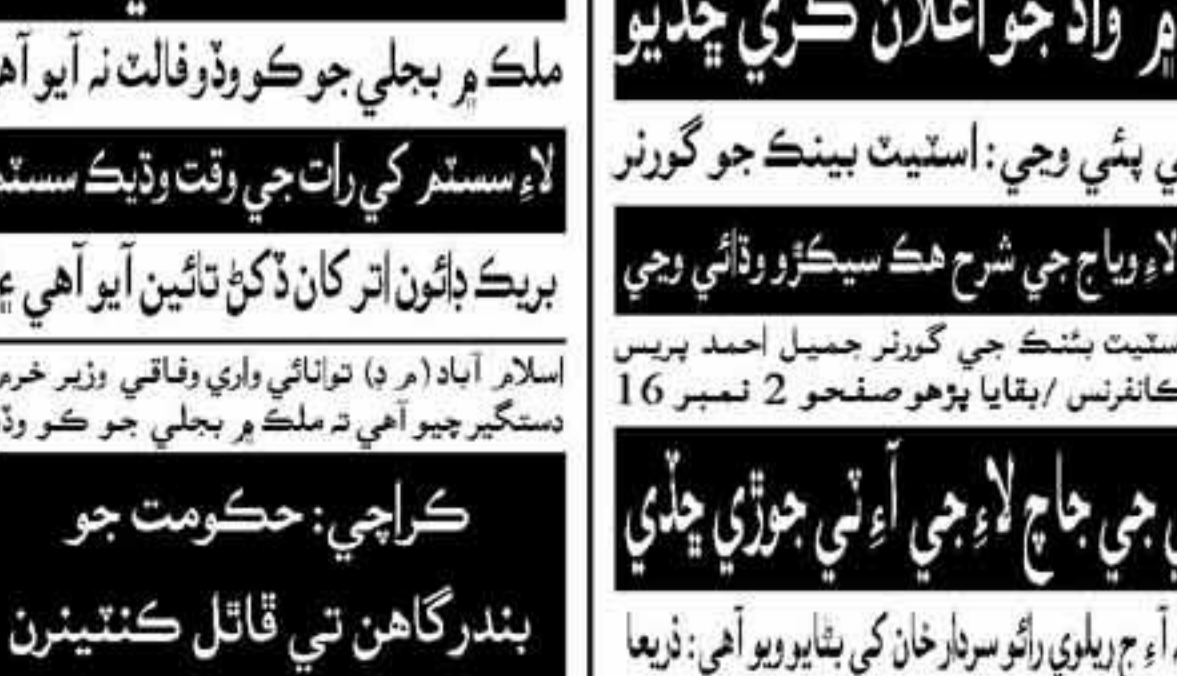 ۾ واڌ جو اعلان ڪري ڇڏيو
پئي وڃي: اسٽيٽ بينڪ جو گورنر
لاءِ وياج جي شرح هڪ سيڪڙو وڌائي وڃي
اسٽيٽ بئنڪ جي گورنر جميل احمد پريس
ڪانفرنس /بقايا پڙهو صفحو 2 نمبر 16
جي جاچ لاءِ جي آءِ ٽي جوڙي ڇڏي
آءِ ج ريلوي رائو سردار خان کي بڻايو ويو آهي: ذريعا
ملڪ ۾ بجلي جو ڪو وڏو فالٽ نہ آيو آهي
لاءِ سسٽم کي رات جي وقت وڌيڪ سسٽم
بريڪ ڊائون اتر کان ڏکڻ تائين آيو آهي ۽
اسلام آباد (م ڊ) توانائي واري وفاقي وزير خرم
دستگير چيو آهي تہ ملڪ ۾ بجلي جو ڪو وڏو
ڪراچي: حڪومت جو
بندرگاهن تي ڦاٿل ڪنٽينرن